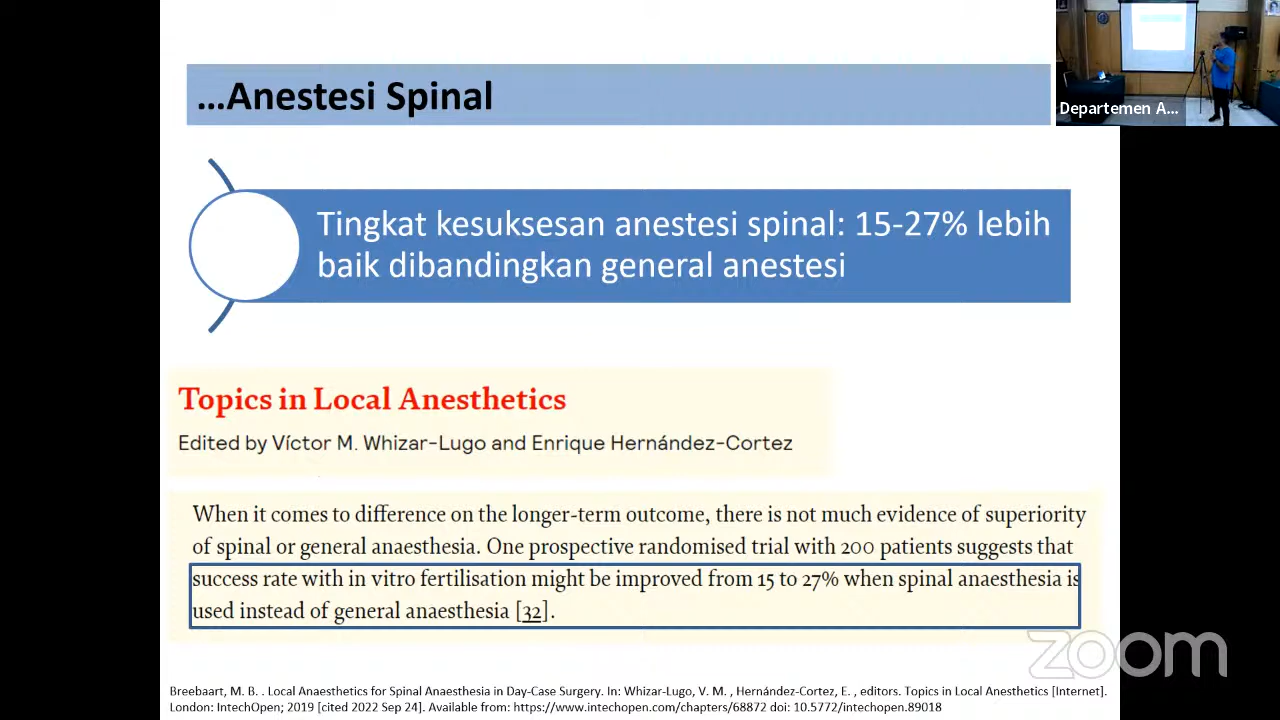 ...Anestesi Spinal
Departemen A...
Tingkat kesuksesan anestesi spinal: 15-27% lebih
baik dibandingkan general anestesi
Topics in Local Anesthetics
Edited by Víctor M. Whizar-Lugo and Enrique Hernández-Cortez
When it comes to difference on the longer-term outcome, there is not much evidence of superiority
of spinal or general anaesthesia. One prospective randomised trial with 200 patients suggests that
success rate with in vitro fertilisation might be improved from 15 to 27% when spinal anaesthesia is
used instead of general anaesthesia [32].
zoom
Breebaart, M. B. . Local Anaesthetics for Spinal Anaesthesia in Day-Case Surgery. In: Whizar-Lugo, V. M. , Hernández-Cortez, E. , editors. Topics in Local Anesthetics [Internet].
London: IntechOpen; 2019 [cited 2022 Sep 24]. Available from: https://www.intechopen.com/chapters/68872 doi: 10.5772/intechopen.89018